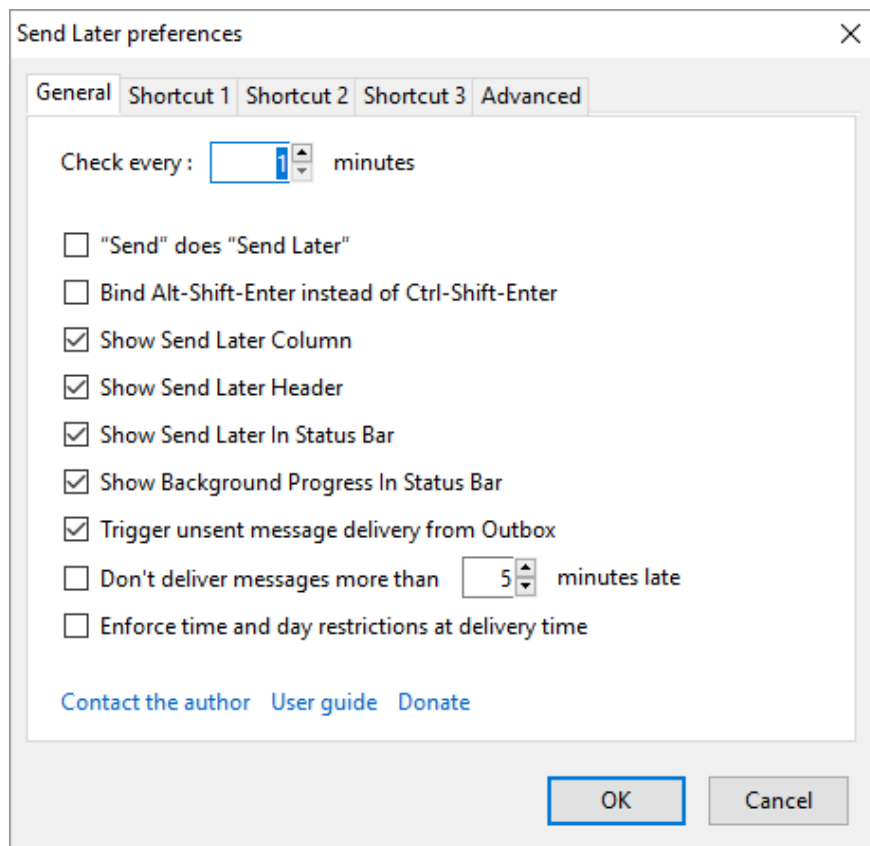 Send Later preferences
General Shortcut 1 Shortcut 2 Shortcut 3 Advanced
Check every : 1 minutes
“Send” does “Send Later”
Bind Alt-Shift-Enter instead of Ctrl-Shift-Enter
Show Send Later Column
Show Send Later Header
Show Send Later In Status Bar
Show Background Progress In Status Bar
Trigger unsent message delivery from Outbox
Don't deliver messages more than 5 minutes late
Enforce time and day restrictions at delivery time
Contact the author User guide Donate
OK Cancel